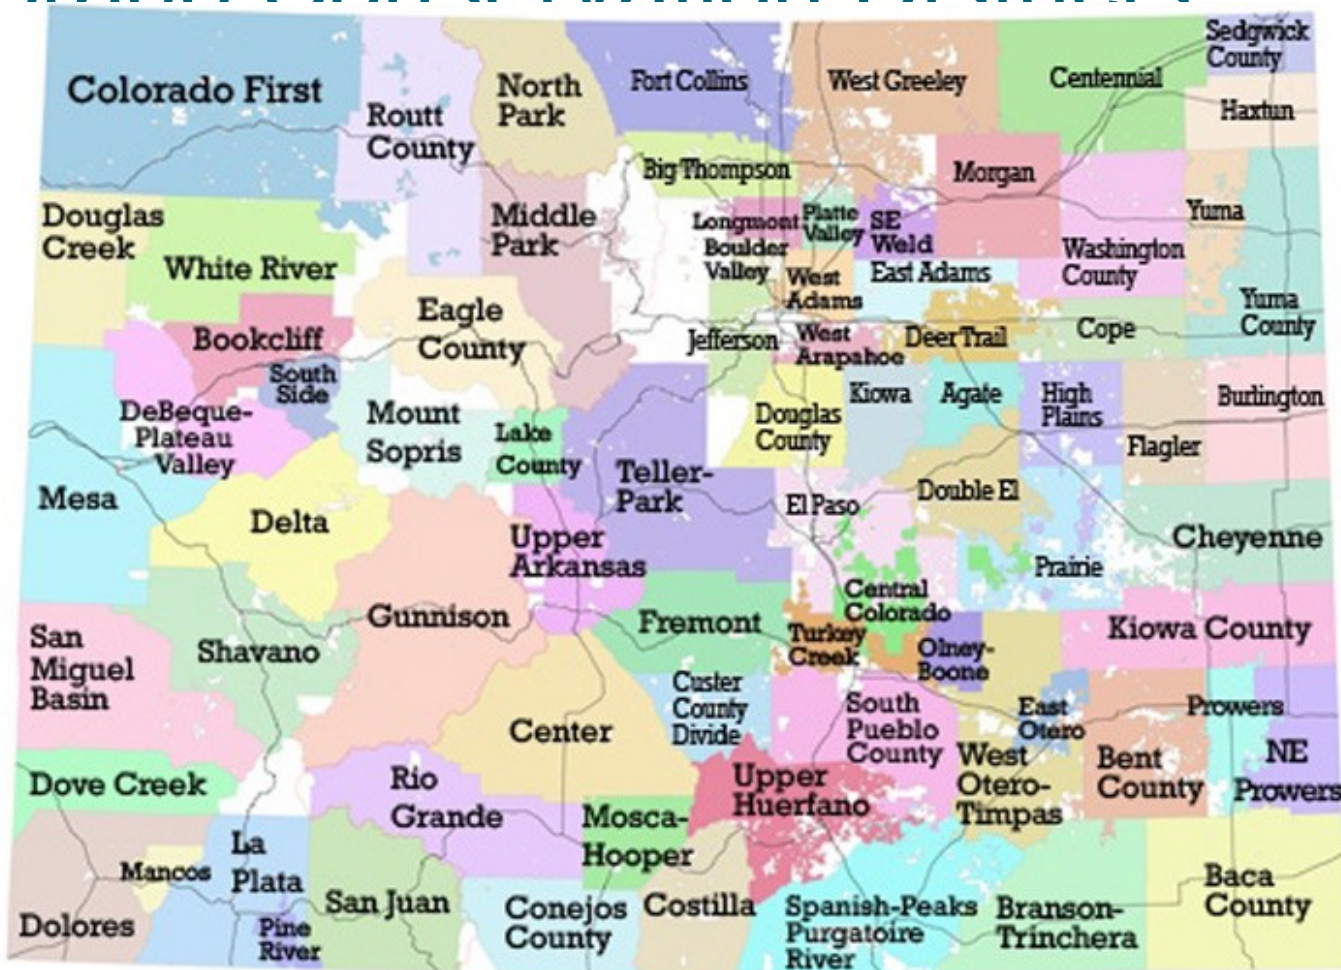 Sedgwick
County
Colorado First
North
Park
Fort Collins
West Greeley
Centennial
Haxtun
Routt
County
Big Thompson
Morgan
Douglas
Creek
Middle
Park
Longmont
Platte
Valley
SE
Weld
Yuma
White River
Boulder
Valley
Washington
County
West
Adams
East Adams
Eagle
County
Yuma
County
Bookcliff
Jefferson
West
Arapahoe
Deer Trail
Cope
South
Side
DeBeque-
Plateau
Valley
Mount
Sopris
Lake
County
Douglas
County
Kiowa
Agate
High
Plains
Burlington
Flagler
Mesa
Delta
Teller-
Park
El Paso
Double El
Upper
Arkansas
Cheyenne
Prairie
Gunnison
Fremont
Central
Colorado
Kiowa County
San
Miguel
Basin
Shavano
Turkey
Creek
Olney-
Boone
Custer
County
Divide
South
Pueblo
County
East
Otero
Prowers
Center
West
Otero-
Timpas
Bent
County
NE
Prowers
Dove Creek
Rio
Grande
Upper
Huerfano
Mosca-
Hooper
La
Plata
Mancos
San Juan
Baca
County
Dolores
Pine
River
Conejos
County
Costilla
Spanish-Peaks
Purgatoire
River
Branson-
Trinchera